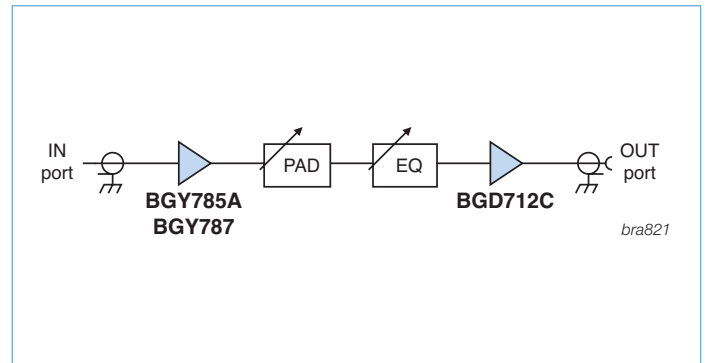 IN
port
PAD
EQ
OUT
port
BGY785A
BGY787
BGD712C
bra821